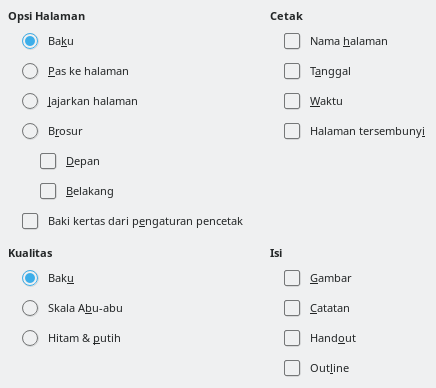 Opsi Halaman
Baku
Pas ke halaman
Jajarkan halaman
Brosur
Depan
Belakang
Baki kertas dari pengaturan pencetak
Cetak
Nama halaman
Tanggal
Waktu
Halaman tersembunyi
Kualitas
Baku
Skala Abu-abu
Hitam & putih
Isi
Gambar
Catatan
Handout
Outline